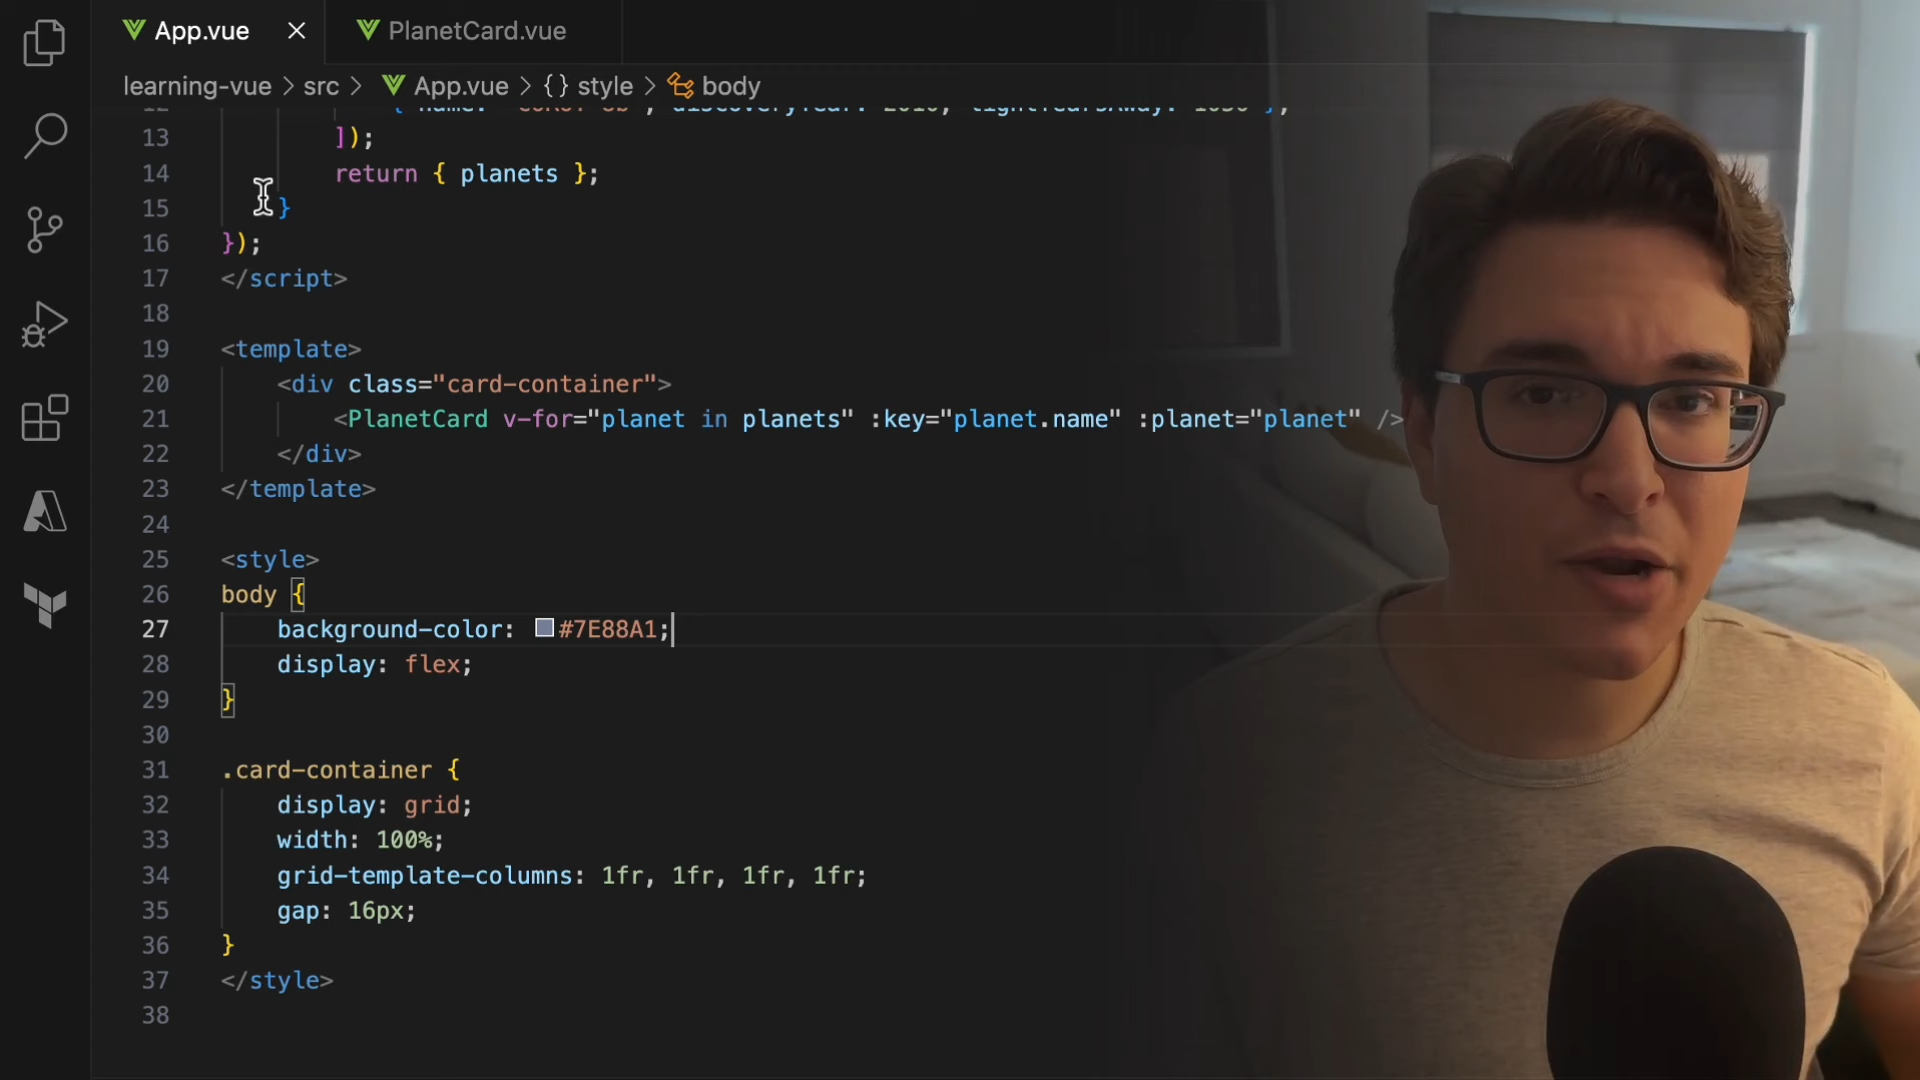 App.vue
PlanetCard.vue
learning-vue > src > App.vue > {} style > body
13 ]);
14 return { planets };
15 }
16 });
17 </script>
18
19 <template>
20 <div class="card-container">
21 <PlanetCard v-for="planet in planets" :key="planet.name" :planet="planet" />
22 </div>
23 </template>
24
25 <style>
26 body {
27 background-color: #7E88A1;
28 display: flex;
29 }
30
31 .card-container {
32 display: grid;
33 width: 100%;
34 grid-template-columns: 1fr, 1fr, 1fr, 1fr;
35 gap: 16px;
36 }
37 </style>
38